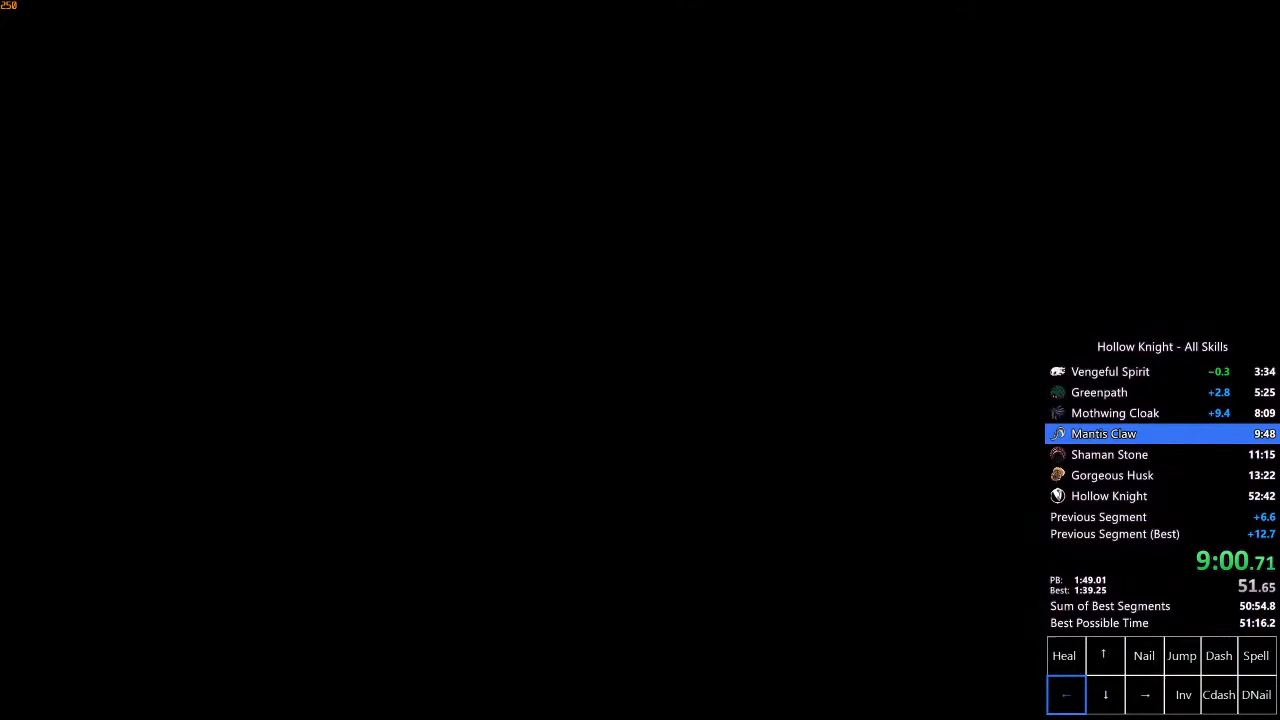 250
Hollow Knight - All Skills
Vengeful Spirit −0.3 3:34
Greenpath +2.8 5:25
Mothwing Cloak +9.4 8:09
Mantis Claw 9:48
Shaman Stone 11:15
Gorgeous Husk 13:22
Hollow Knight 52:42
Previous Segment +6.6
Previous Segment (Best) +12.7
9:00.71
PB: 1:49.01
Best: 1:39.25
51.65
Sum of Best Segments 50:54.8
Best Possible Time 51:16.2
Heal ↑ Nail Jump Dash Spell
← ↓ → Inv Cdash DNail